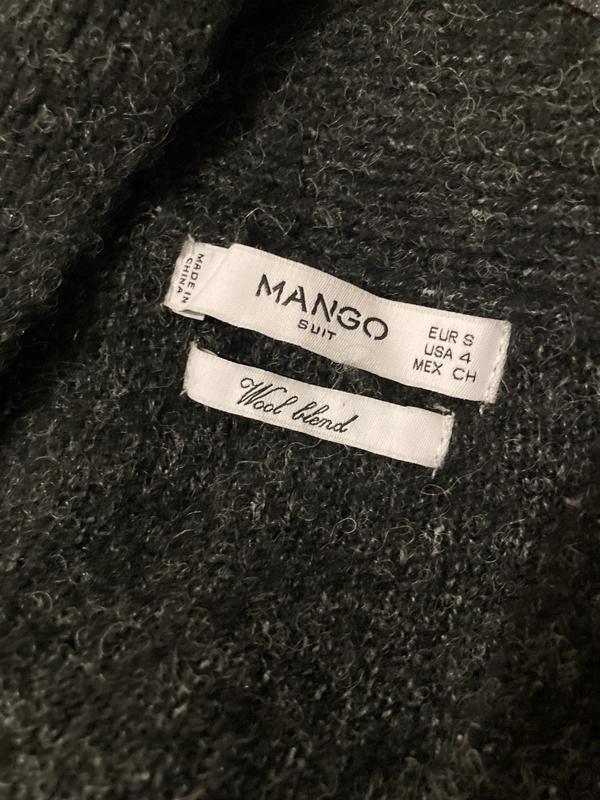 MADE IN
CHINA
MANGO
SUIT
EUR S
USA 4
MEX CH
Wool blend